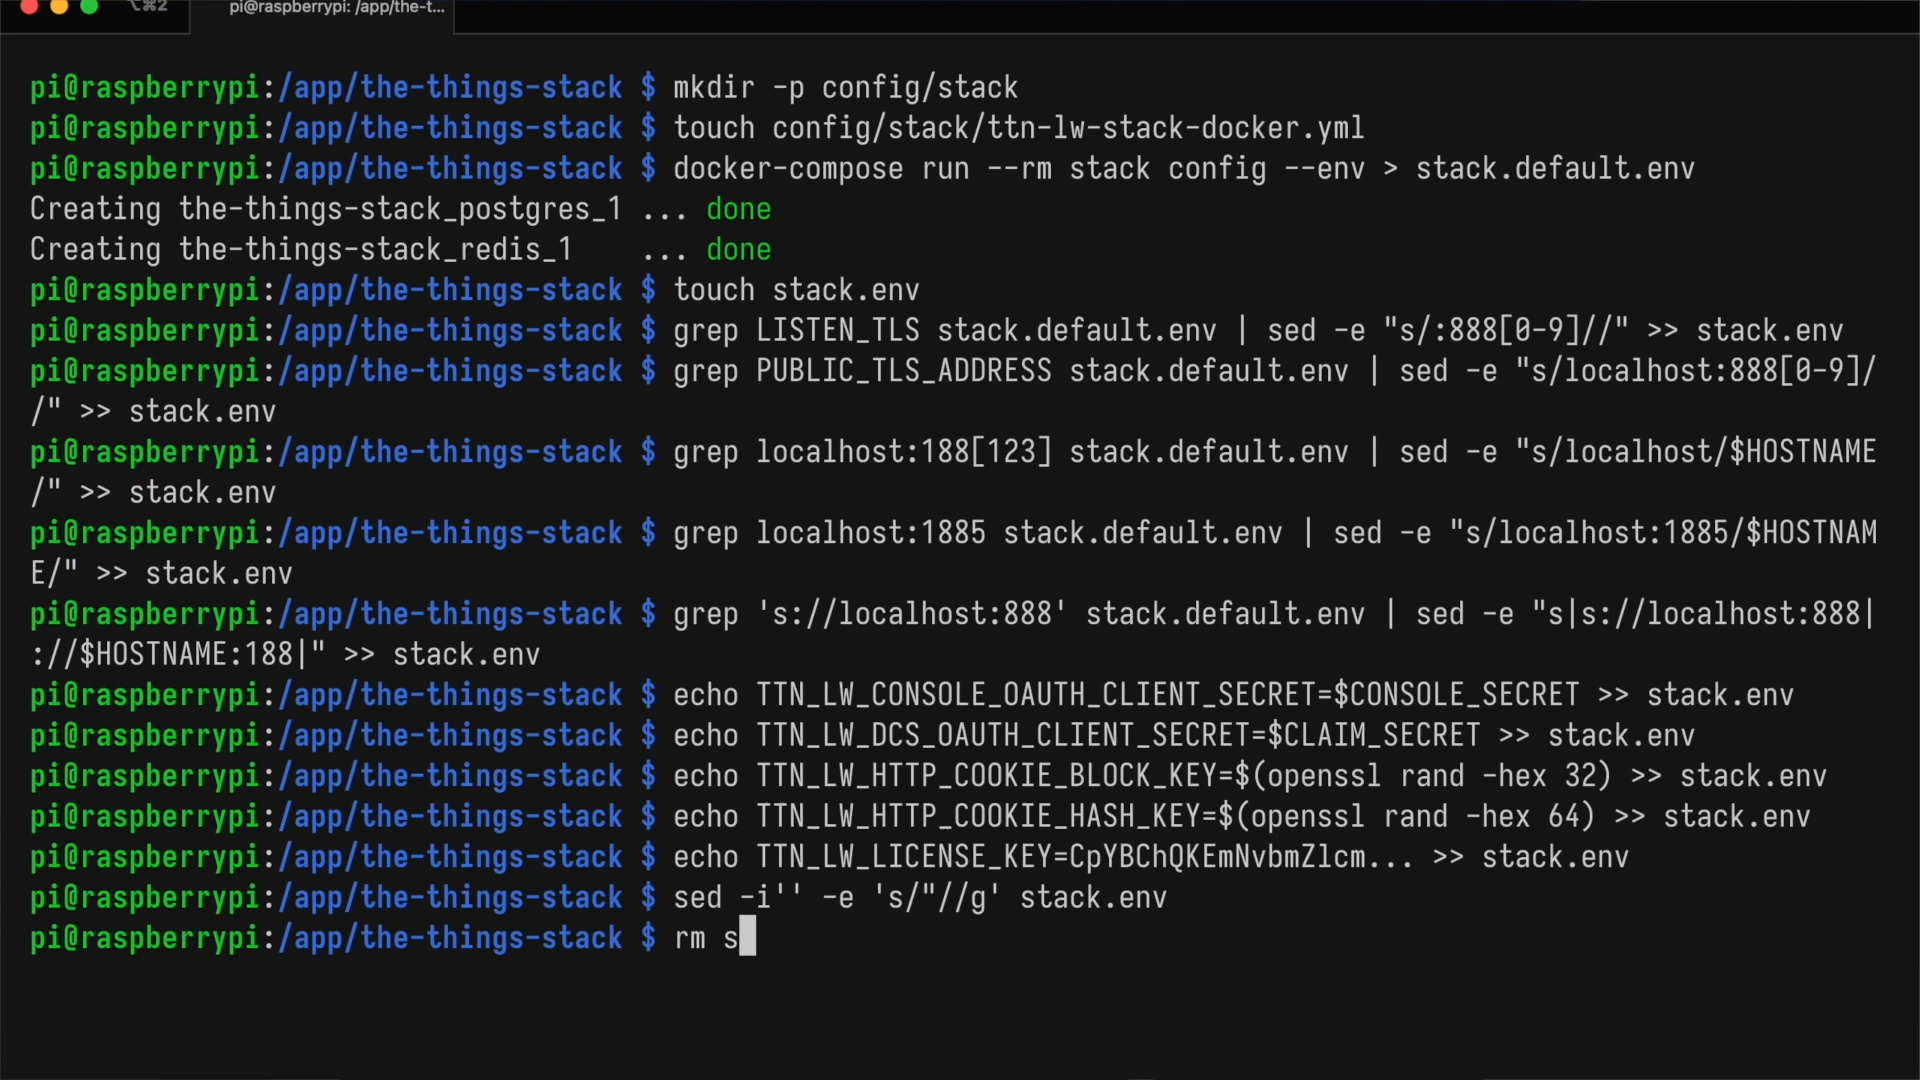 ⌥⌘2
pi@raspberrypi: /app/the-t...
pi@raspberrypi:/app/the-things-stack $ mkdir -p config/stack
pi@raspberrypi:/app/the-things-stack $ touch config/stack/ttn-lw-stack-docker.yml
pi@raspberrypi:/app/the-things-stack $ docker-compose run --rm stack config --env > stack.default.env
Creating the-things-stack_postgres_1 ... done
Creating the-things-stack_redis_1    ... done
pi@raspberrypi:/app/the-things-stack $ touch stack.env
pi@raspberrypi:/app/the-things-stack $ grep LISTEN_TLS stack.default.env | sed -e "s/:888[0-9]//" >> stack.env
pi@raspberrypi:/app/the-things-stack $ grep PUBLIC_TLS_ADDRESS stack.default.env | sed -e "s/localhost:888[0-9]/
/" >> stack.env
pi@raspberrypi:/app/the-things-stack $ grep localhost:188[123] stack.default.env | sed -e "s/localhost/$HOSTNAME
/" >> stack.env
pi@raspberrypi:/app/the-things-stack $ grep localhost:1885 stack.default.env | sed -e "s/localhost:1885/$HOSTNAM
E/" >> stack.env
pi@raspberrypi:/app/the-things-stack $ grep 's://localhost:888' stack.default.env | sed -e "s|s://localhost:888|
://$HOSTNAME:188|" >> stack.env
pi@raspberrypi:/app/the-things-stack $ echo TTN_LW_CONSOLE_OAUTH_CLIENT_SECRET=$CONSOLE_SECRET >> stack.env
pi@raspberrypi:/app/the-things-stack $ echo TTN_LW_DCS_OAUTH_CLIENT_SECRET=$CLAIM_SECRET >> stack.env
pi@raspberrypi:/app/the-things-stack $ echo TTN_LW_HTTP_COOKIE_BLOCK_KEY=$(openssl rand -hex 32) >> stack.env
pi@raspberrypi:/app/the-things-stack $ echo TTN_LW_HTTP_COOKIE_HASH_KEY=$(openssl rand -hex 64) >> stack.env
pi@raspberrypi:/app/the-things-stack $ echo TTN_LW_LICENSE_KEY=CpYBChQKEmNvbmZlcm... >> stack.env
pi@raspberrypi:/app/the-things-stack $ sed -i'' -e 's/"//g' stack.env
pi@raspberrypi:/app/the-things-stack $ rm s